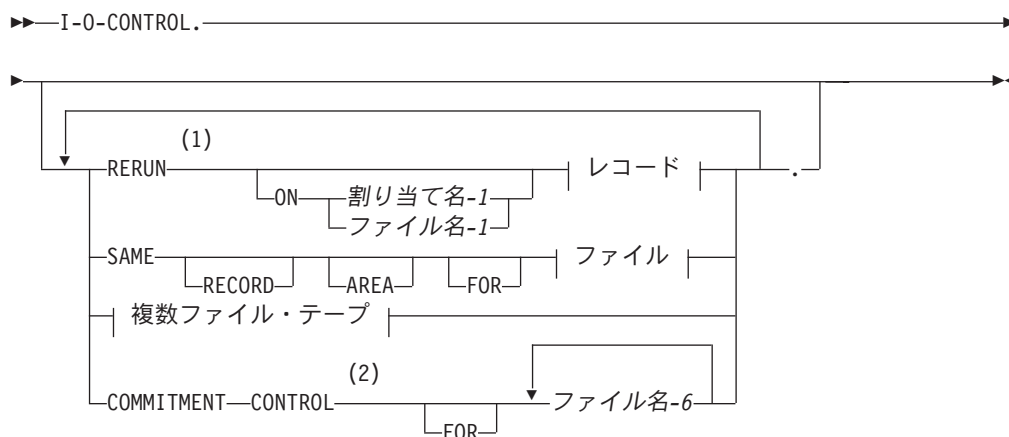 I-O-CONTROL.
(1)
RERUN レコード
ON 割り当て名-1
ファイル名-1
SAME ファイル
RECORD AREA FOR
複数ファイル・テープ
(2)
COMMITMENT CONTROL ファイル名-6
FOR
.